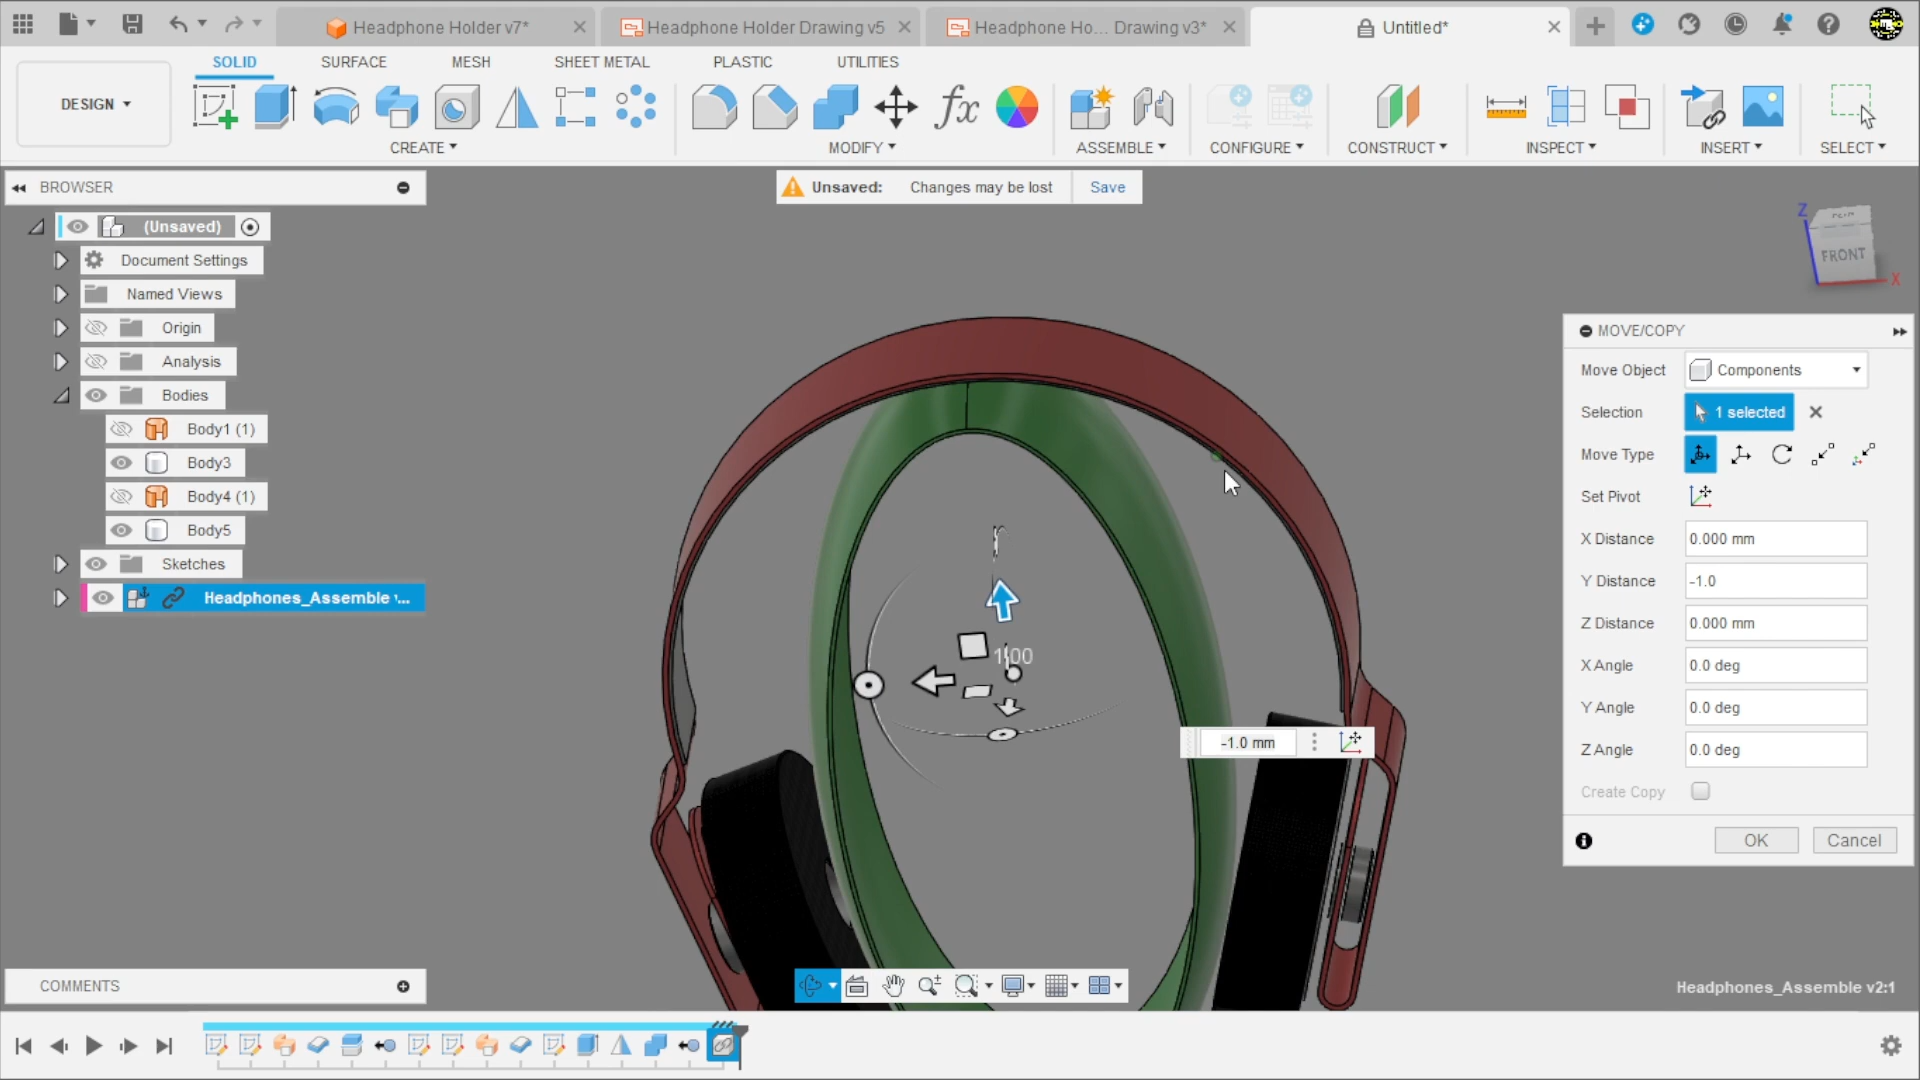 Headphone Holder v7*
Headphone Holder Drawing v5
Headphone Ho... Drawing v3*
Untitled*
DESIGN
SOLID
SURFACE
MESH
SHEET METAL
PLASTIC
UTILITIES
CREATE
MODIFY
ASSEMBLE
CONFIGURE
CONSTRUCT
INSPECT
INSERT
SELECT
BROWSER
Unsaved: Changes may be lost Save
(Unsaved)
Document Settings
Named Views
Origin
Analysis
Bodies
Body1 (1)
Body3
Body4 (1)
Body5
Sketches
Headphones_Assemble v...
Z
FRONT
X
MOVE/COPY
Move Object Components
Selection 1 selected
Move Type
Set Pivot
X Distance 0.000 mm
Y Distance -1.0
Z Distance 0.000 mm
X Angle 0.0 deg
Y Angle 0.0 deg
Z Angle 0.0 deg
Create Copy
OK Cancel
-1.0 mm
COMMENTS
Headphones_Assemble v2:1